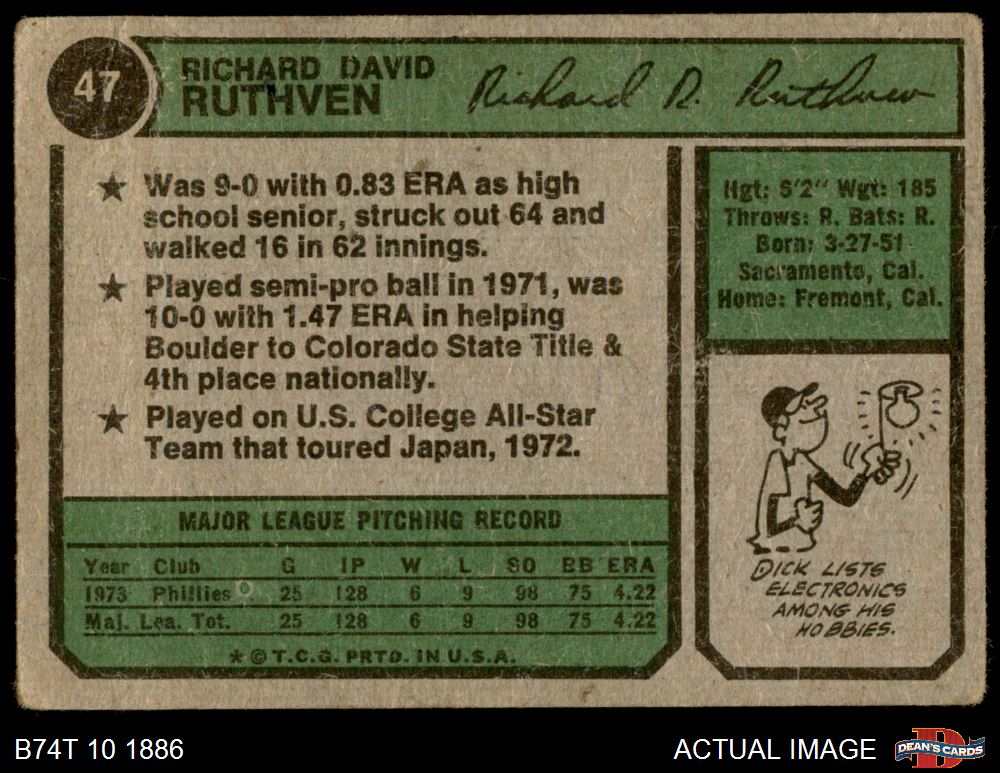 47
RICHARD DAVID
RUTHVEN
Richard D. Ruthven
★ Was 9-0 with 0.83 ERA as high
school senior, struck out 64 and
walked 16 in 62 innings.
★ Played semi-pro ball in 1971, was
10-0 with 1.47 ERA in helping
Boulder to Colorado State Title &
4th place nationally.
★ Played on U.S. College All-Star
Team that toured Japan, 1972.
MAJOR LEAGUE PITCHING RECORD
Year Club G IP W L SO BB ERA
1973 Phillies 25 128 6 9 98 75 4.22
Maj. Lea. Tot. 25 128 6 9 98 75 4.22
★ © T.C.G. PRTD. IN U.S.A.
Hgt: 6'2" Wgt: 185
Throws: R. Bats: R.
Born: 3-27-51
Sacramento, Cal.
Home: Fremont, Cal.
DICK LISTS
ELECTRONICS
AMONG HIS
HOBBIES.
B74T 10 1886
ACTUAL IMAGE
D
DEAN'S CARDS